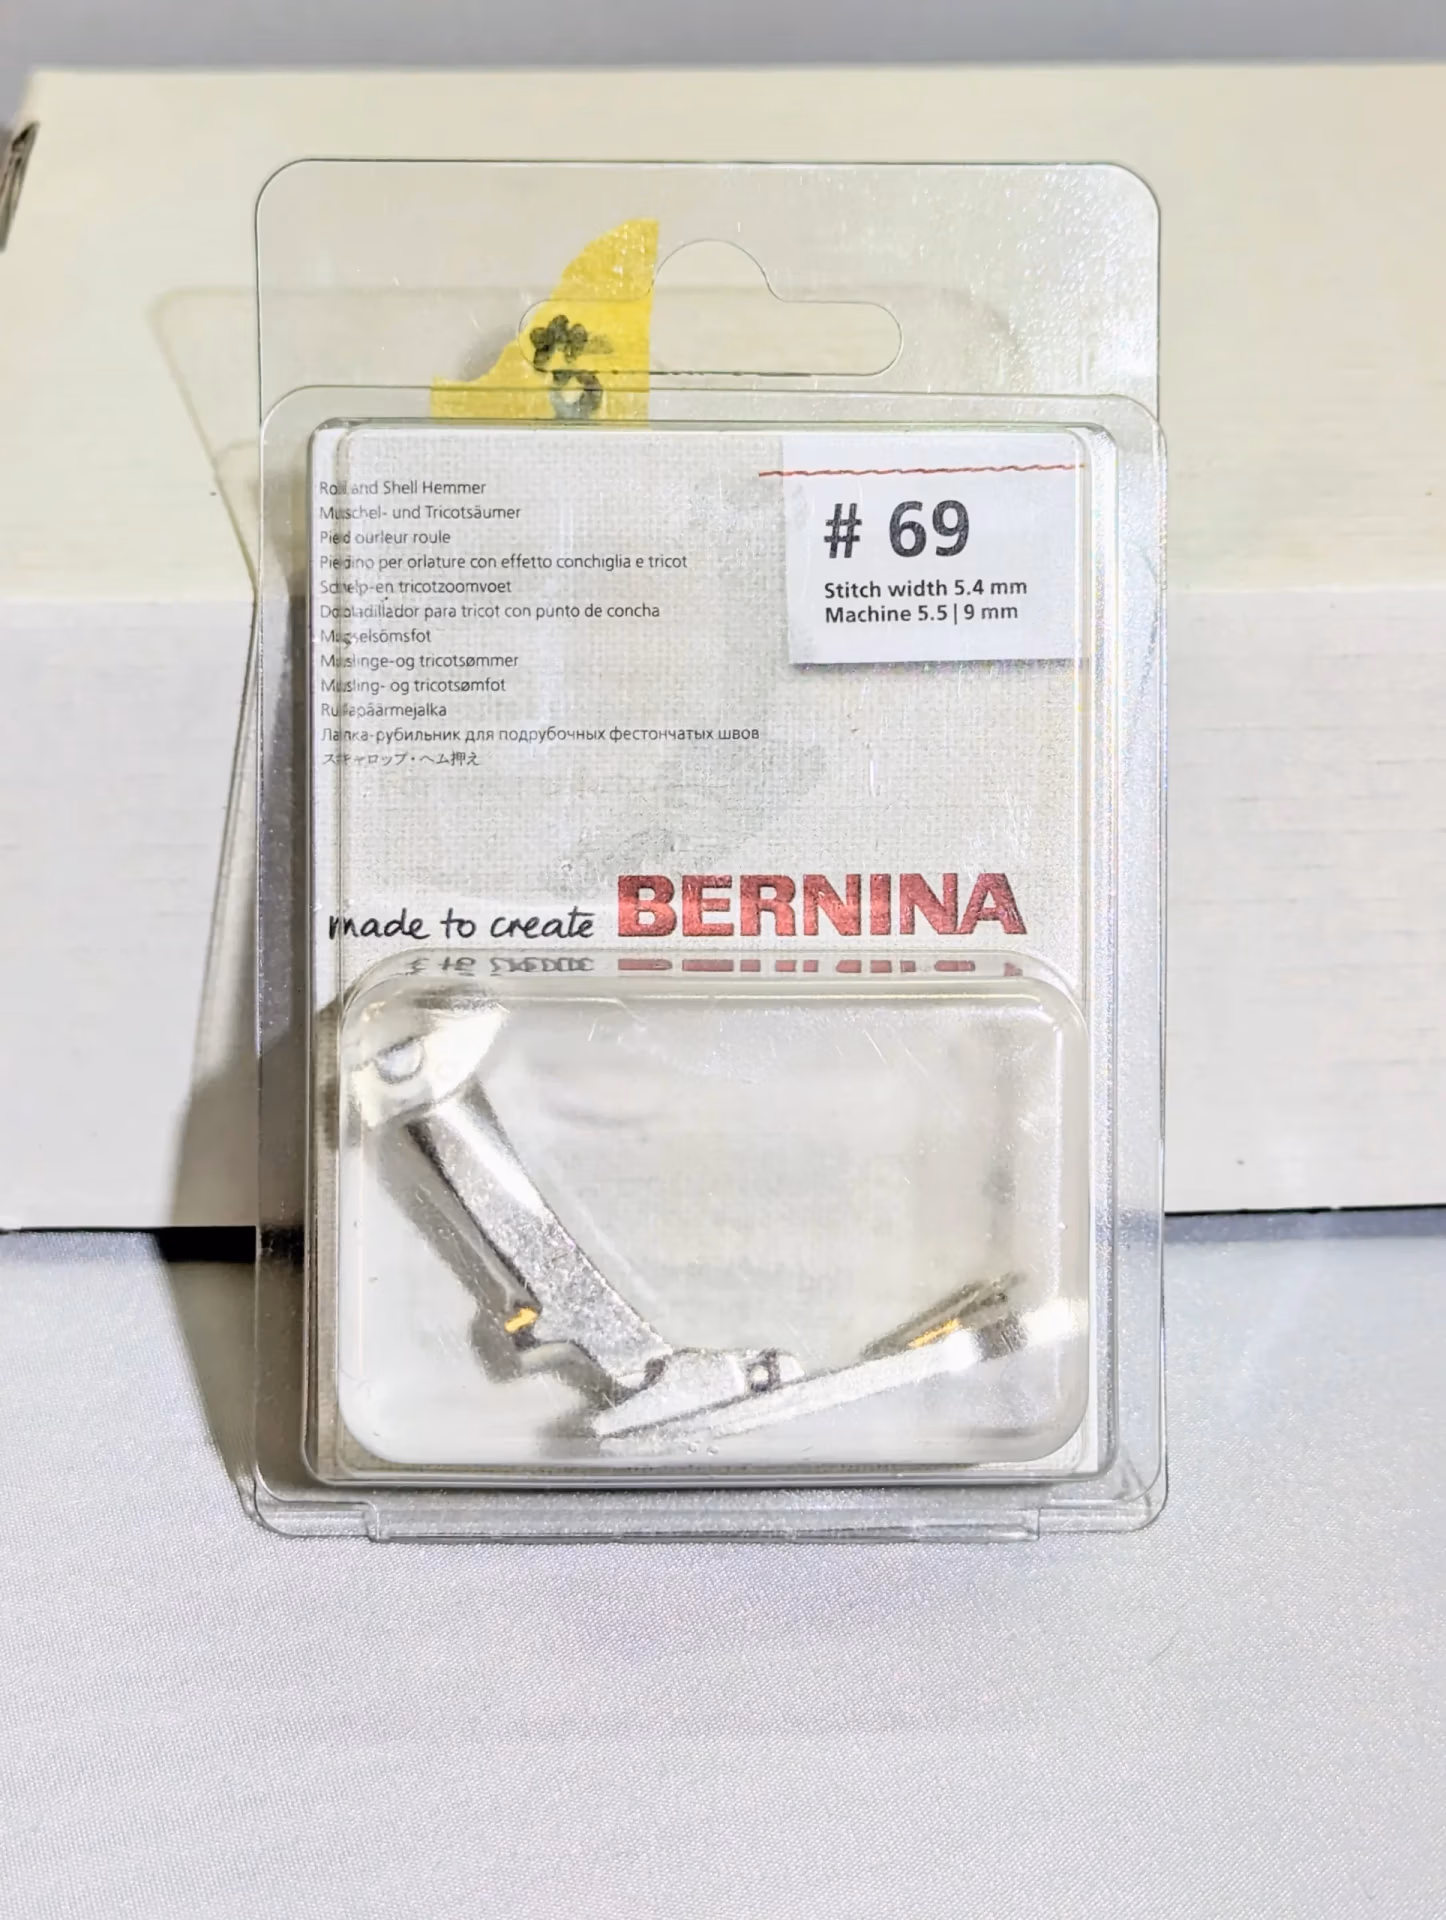 Roll and Shell Hemmer
Muschel- und Tricotsäumer
Pied ourleur roule
Piedino per orlature con effetto conchiglia e tricot
Schelp-en tricotzoomvoet
Dobladillador para tricot con punto de concha
Musselsömsfot
Muslinge-og tricotsømmer
Musling- og tricotsømfot
Rullapäärmejalka
Лапка-рубильник для подрубочных фестончатых швов
スキャロップ・ヘム押え
# 69
Stitch width 5.4 mm
Machine 5.5|9 mm
made to create BERNINA